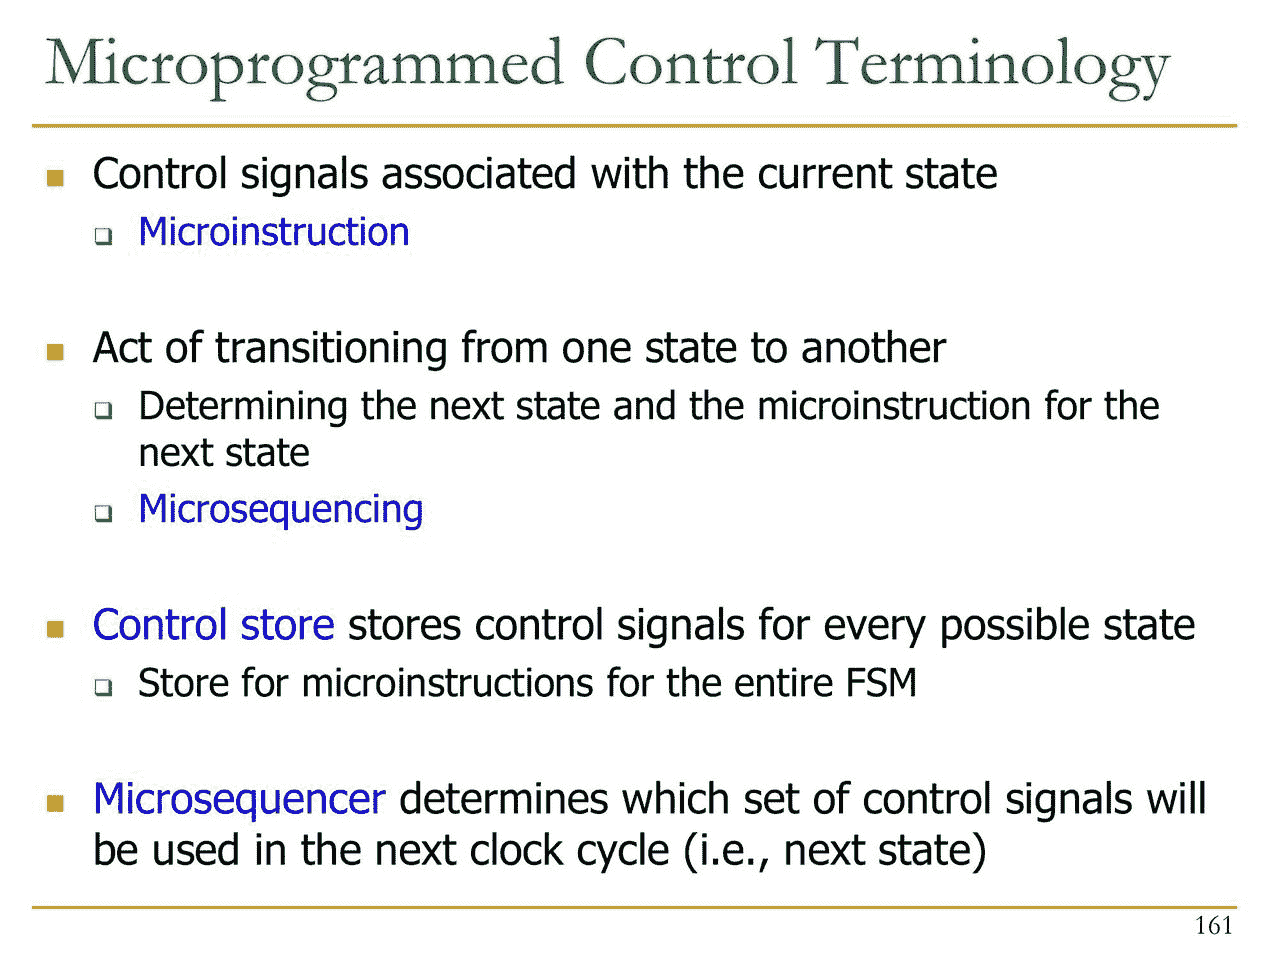 Microprogrammed Control Terminology
Control signals associated with the current state
Microinstruction
Act of transitioning from one state to another
Determining the next state and the microinstruction for the
next state
Microsequencing
Control store stores control signals for every possible state
Store for microinstructions for the entire FSM
Microsequencer determines which set of control signals will
be used in the next clock cycle (i.e., next state)
161